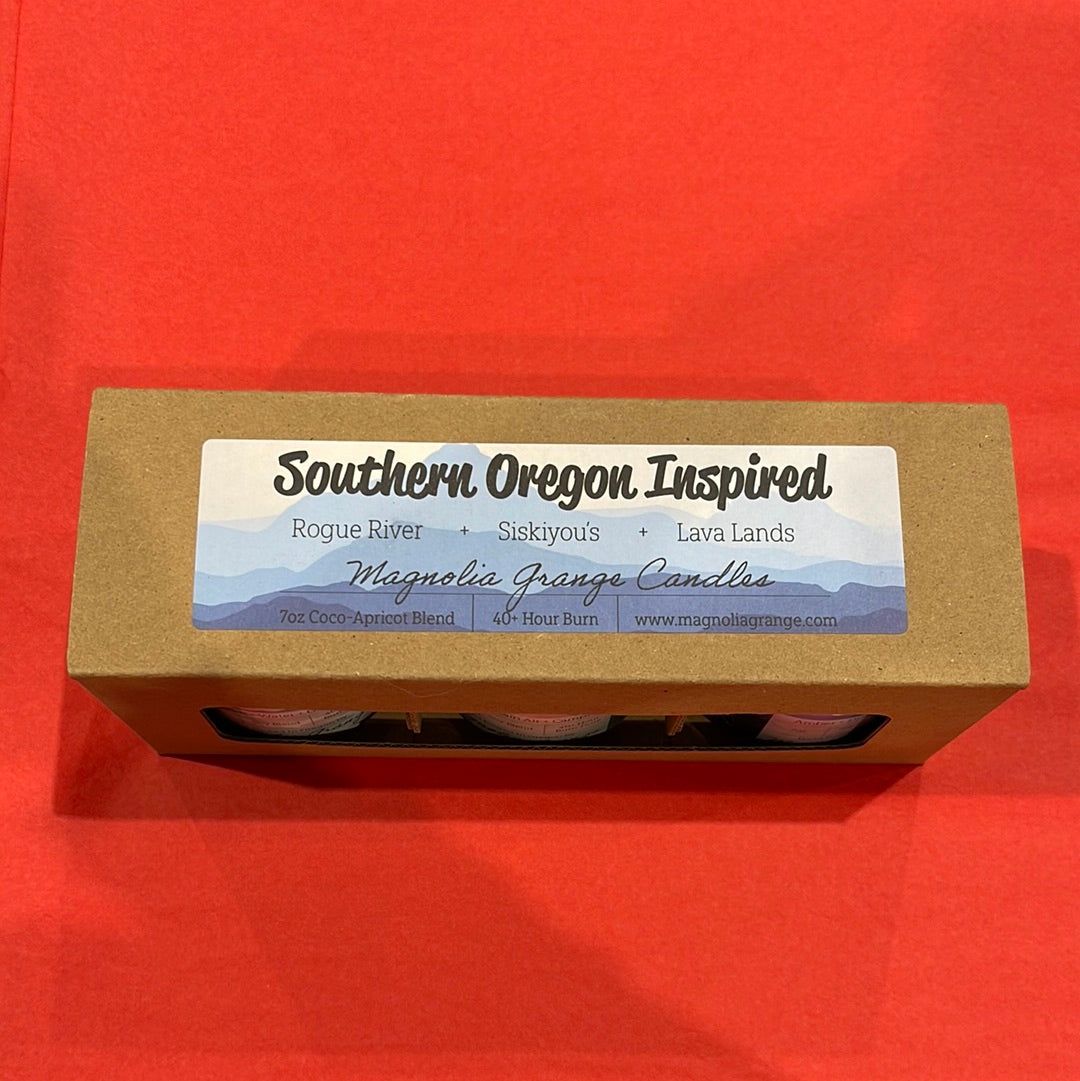 Southern Oregon Inspired
Rogue River + Siskiyou's + Lava Lands
Magnolia Grange Candles
7oz Coco-Apricot Blend | 40+ Hour Burn | www.magnoliagrange.com